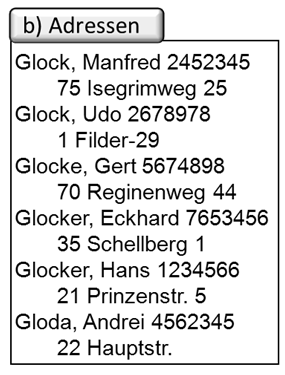 b) Adressen
Glock, Manfred 2452345
75 Isegrimweg 25
Glock, Udo 2678978
1 Filder-29
Glocke, Gert 5674898
70 Reginenweg 44
Glocker, Eckhard 7653456
35 Schellberg 1
Glocker, Hans 1234566
21 Prinzenstr. 5
Gloda, Andrei 4562345
22 Hauptstr.